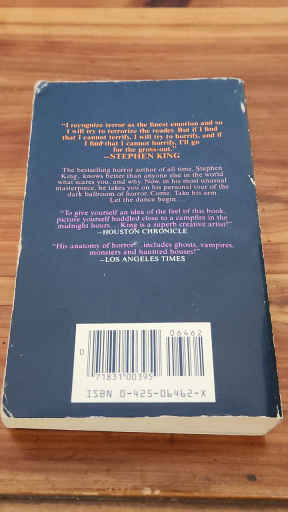 "I recognize terror as the finest emotion and so
I will try to terrorize the reader. But if I find
that I cannot terrify, I will try to horrify, and if
I find that I cannot horrify, I'll go
for the gross-out."
—STEPHEN KING
The bestselling horror author of all time, Stephen
King, knows better than anyone else in the world
what scares you, and why. Now, in his most unusual
masterpiece, he takes you on his personal tour of the
dark ballroom of horror. Come. Take his arm.
Let the dance begin...
"To give yourself an idea of the feel of this book,
picture yourself huddled close to a campfire in the
midnight hours... King is a superb creative artist!"
—HOUSTON CHRONICLE
"His anatomy of horror...includes ghosts, vampires,
monsters and haunted houses!"
—LOS ANGELES TIMES
06462
0
71831 00395
ISBN 0-425-06462-X